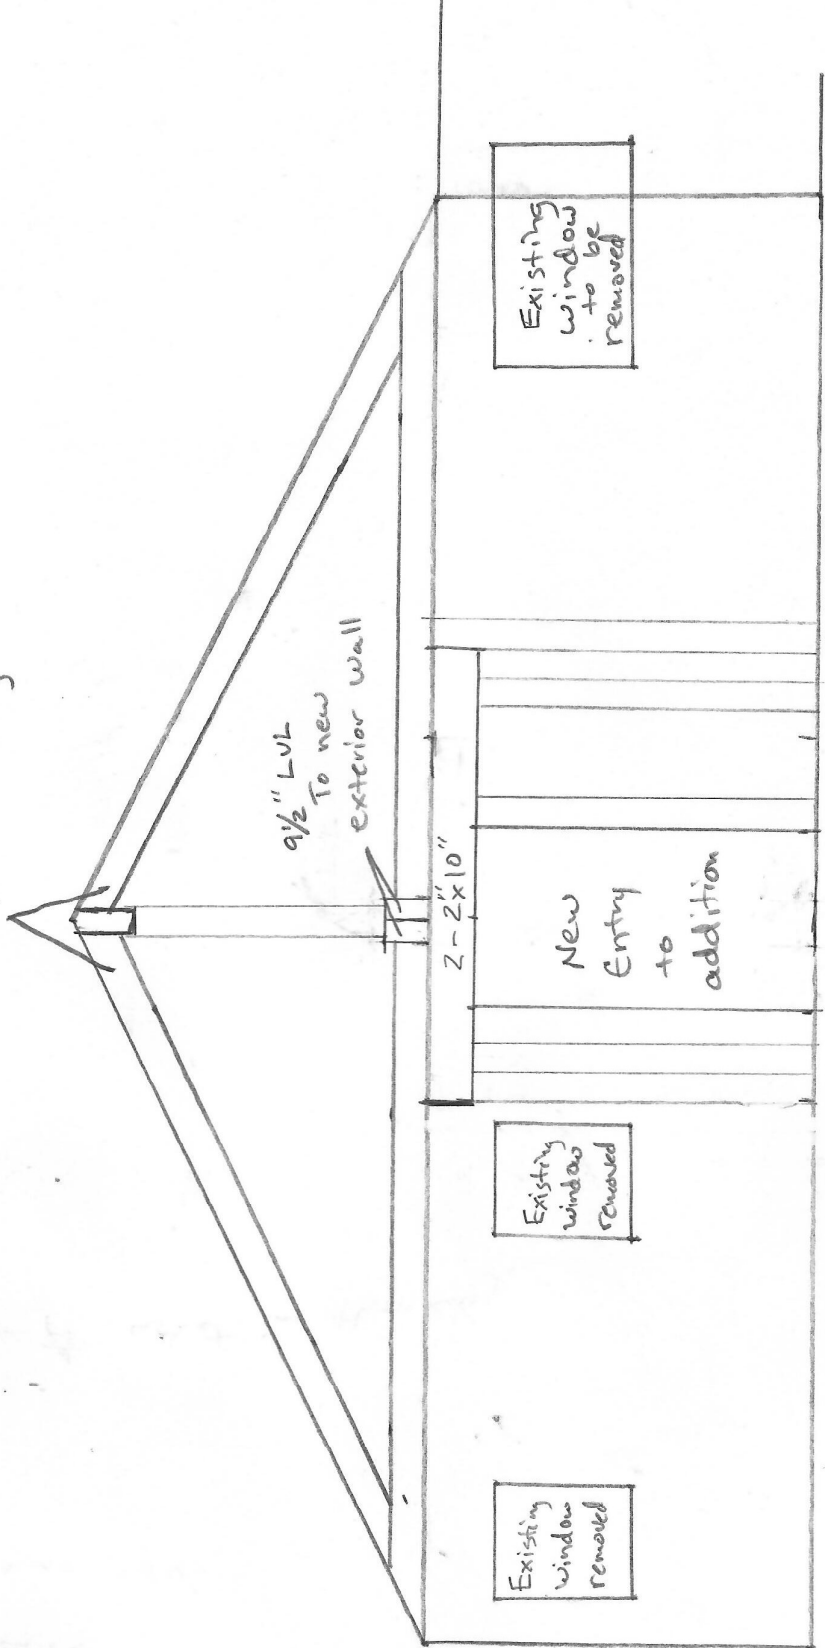 9½" LVL
To new
exterior wall
2-2"x10"
Existing
window
removed
Existing
window
removed
New
Entry
to
addition
Existing
window
to be
removed